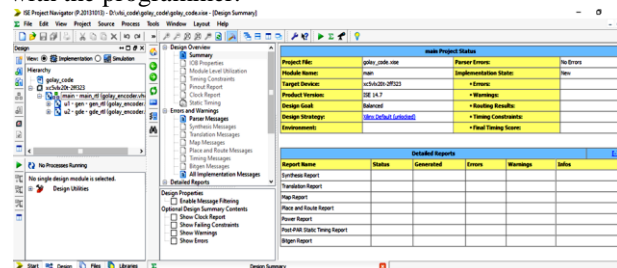 with the programmer.
ISE Project Navigator (P.20131013) - D:\vlsi_codes\golay_code\golay_code.xise - [Design Summary]
File Edit View Project Source Process Tools Window Layout Help
Design
View: Implementation Simulation
Hierarchy
golay_code
xc5vlx20t-2ff323
main - main_rtl (golay_encoder.vh
u1 - gen - gen_rtl (golay_encoder.
u2 - gde - gde_rtl (golay_encoder.
No Processes Running
No single design module is selected.
Design Utilities
Start
Design
Files
Libraries
Design Overview
Summary
IOB Properties
Module Level Utilization
Timing Constraints
Pinout Report
Clock Report
Static Timing
Errors and Warnings
Parser Messages
Synthesis Messages
Translation Messages
Map Messages
Place and Route Messages
Timing Messages
Bitgen Messages
All Implementation Messages
Detailed Reports
Design Properties
Enable Message Filtering
Optional Design Summary Contents
Show Clock Report
Show Failing Constraints
Show Warnings
Show Errors
Design Summary
main Project Status
Project File: golay_code.xise Parser Errors: No Errors
Module Name: main Implementation State: New
Target Device: xc5vlx20t-2ff323 • Errors:
Product Version: ISE 14.7 • Warnings:
Design Goal: Balanced • Routing Results:
Design Strategy: Xilinx Default (unlocked) • Timing Constraints:
Environment: • Final Timing Score:
Detailed Reports
Report Name Status Generated Errors Warnings Infos
Synthesis Report
Translation Report
Map Report
Place and Route Report
Power Report
Post-PAR Static Timing Report
Bitgen Report